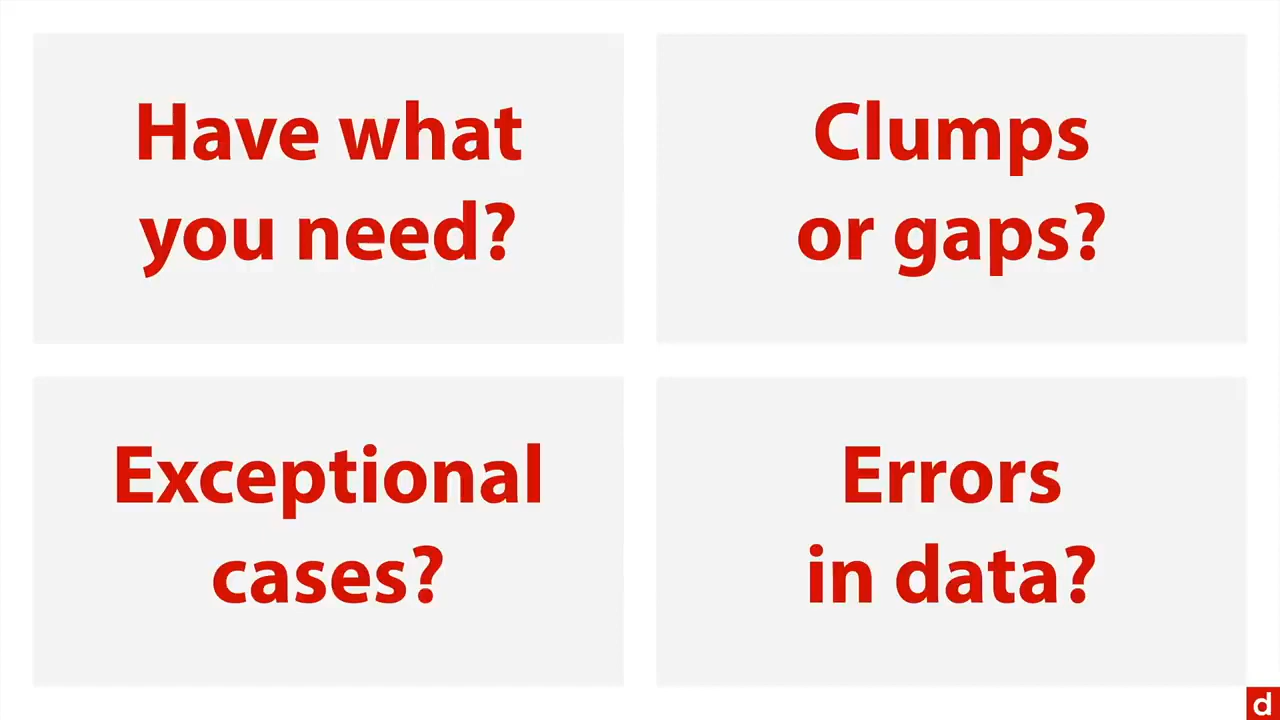 Have what
you need?
Clumps
or gaps?
Exceptional
cases?
Errors
in data?
d